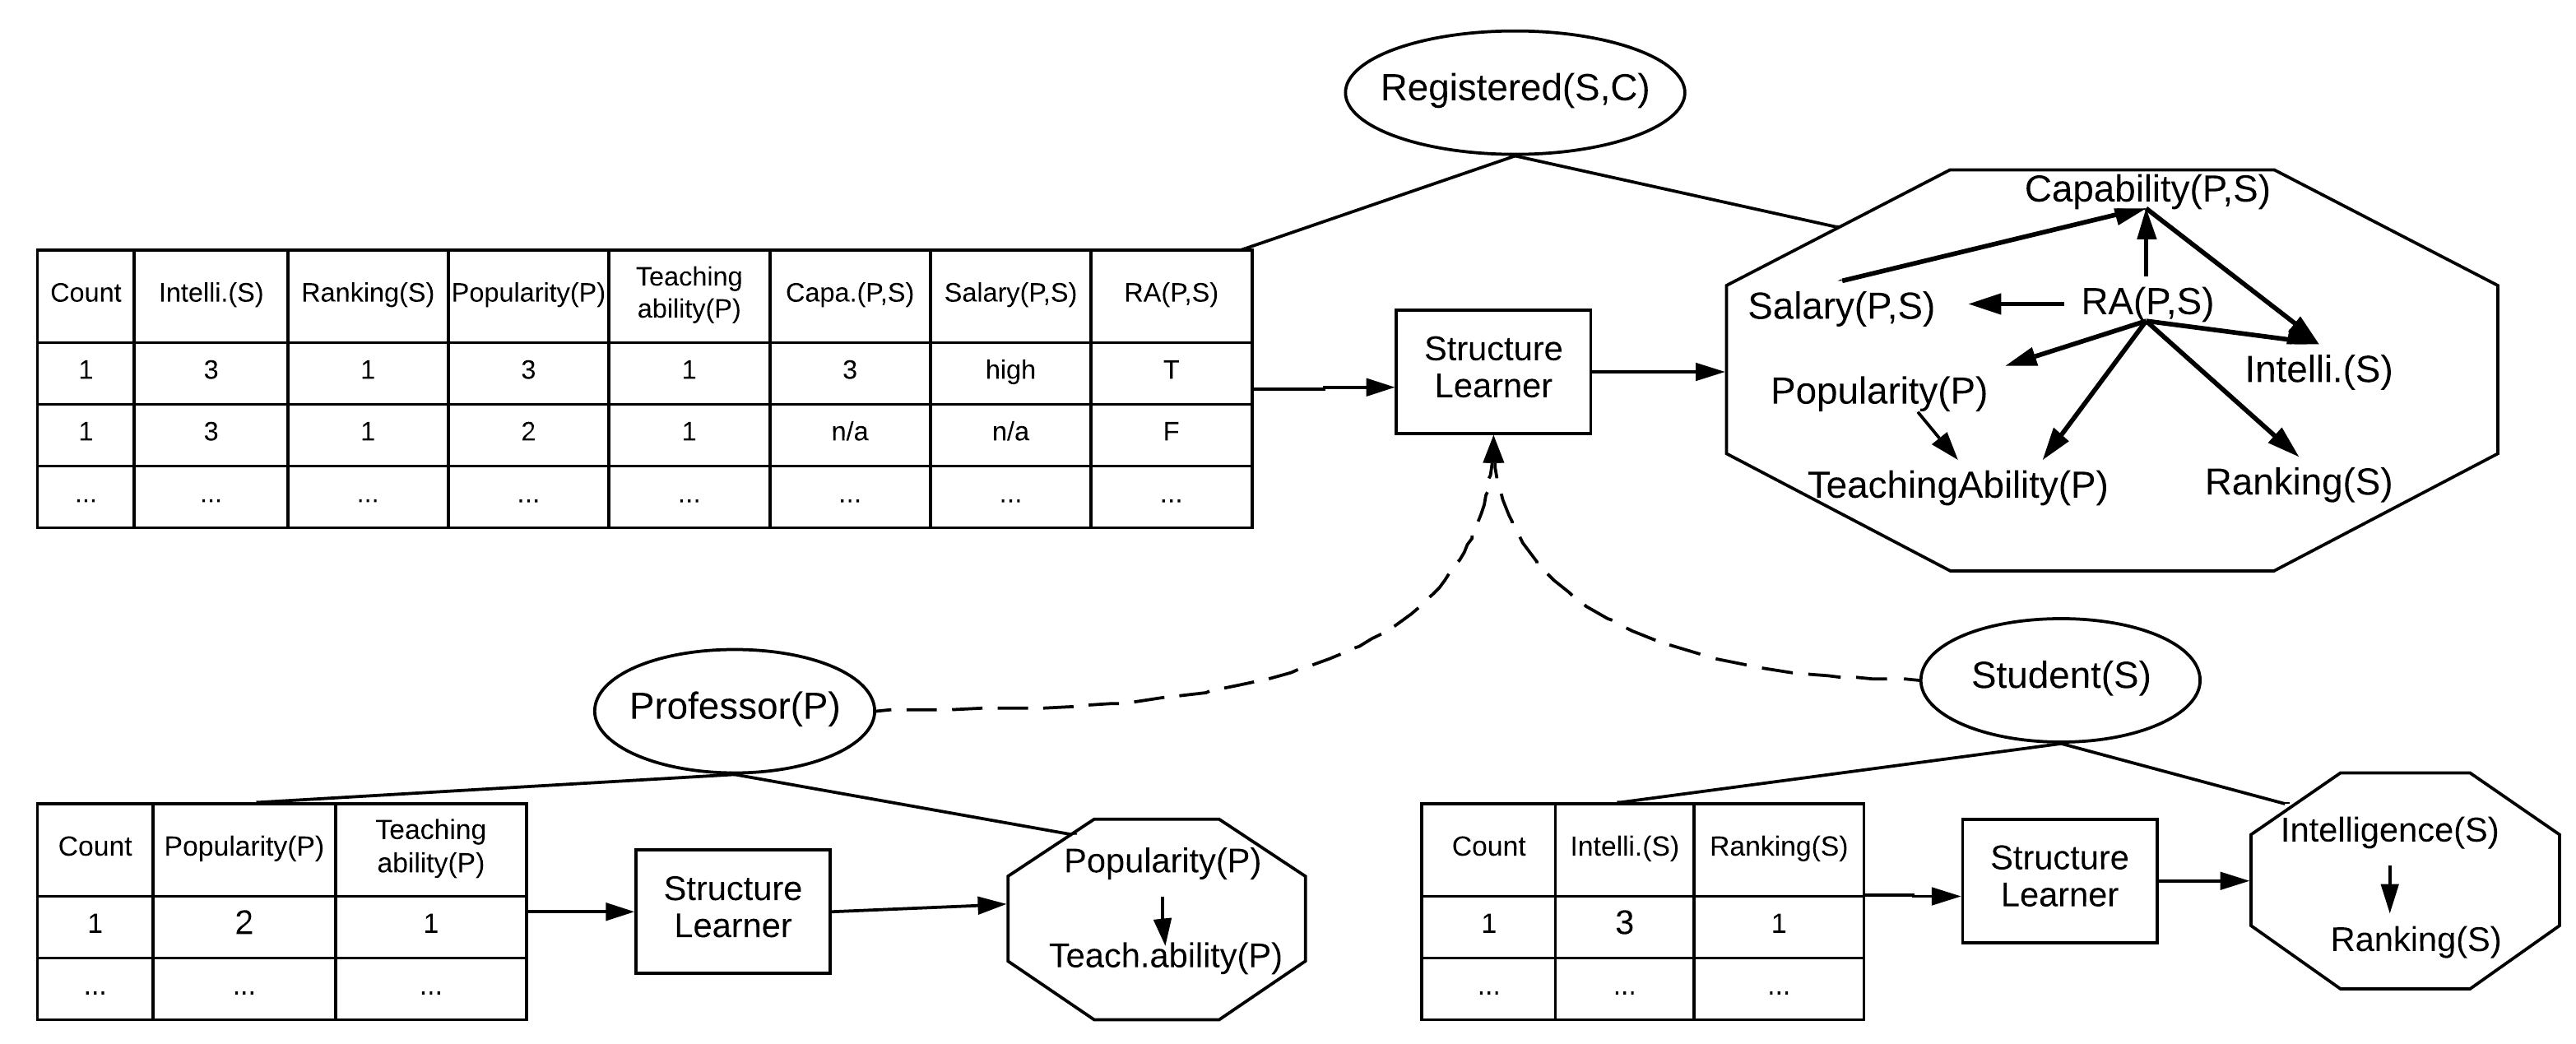 Registered(S,C)
Count Intelli.(S) Ranking(S) Popularity(P) Teaching ability(P) Capa.(P,S) Salary(P,S) RA(P,S)
1 3 1 3 1 3 high T
1 3 1 2 1 n/a n/a F
... ... ... ... ... ... ... ...
Structure
Learner
Capability(P,S)
Salary(P,S) RA(P,S)
Intelli.(S)
Popularity(P)
TeachingAbility(P) Ranking(S)
Professor(P)
Student(S)
Count Popularity(P) Teaching ability(P)
1 2 1
... ... ...
Structure
Learner
Popularity(P)
Teach.ability(P)
Count Intelli.(S) Ranking(S)
1 3 1
... ... ...
Structure
Learner
Intelligence(S)
Ranking(S)